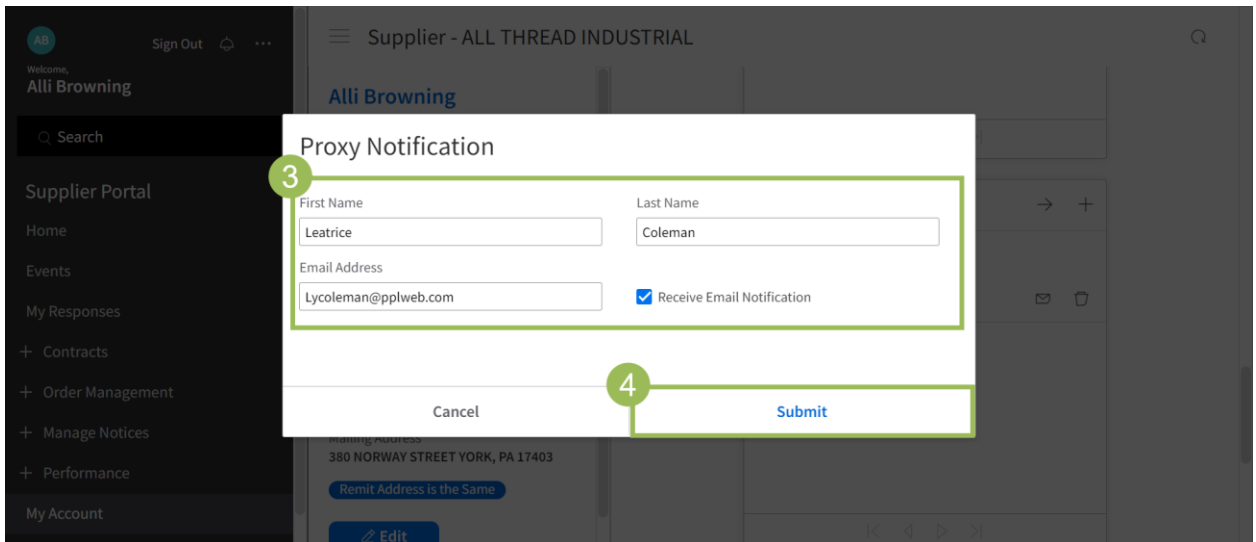 AB
Sign Out
Welcome,
Alli Browning
Search
Supplier Portal
Home
Events
My Responses
+ Contracts
+ Order Management
+ Manage Notices
+ Performance
My Account
Supplier - ALL THREAD INDUSTRIAL
Alli Browning
Proxy Notification
3
First Name
Last Name
Leatrice
Coleman
Email Address
Lycoleman@pplweb.com
Receive Email Notification
4
Cancel
Submit
Mailing Address
380 NORWAY STREET YORK, PA 17403
Remit Address is the Same
Edit